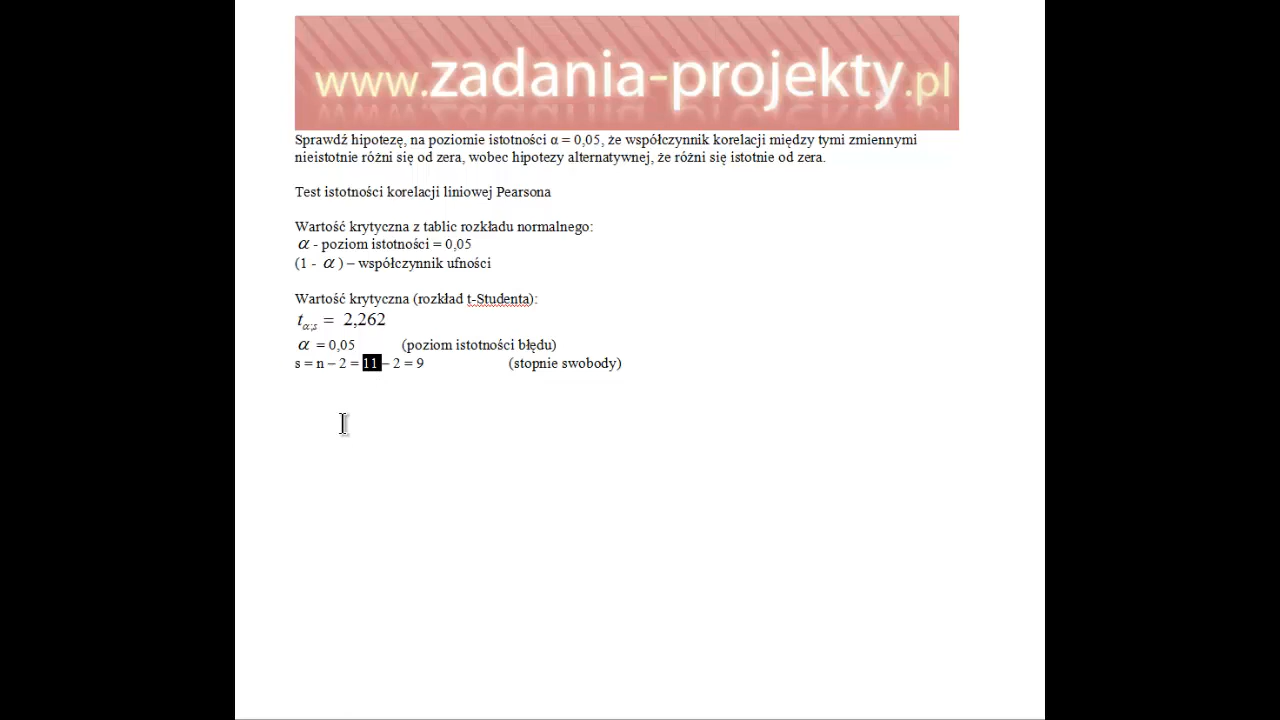 www.zadania-projekty.pl
Sprawdź hipotezę, na poziomie istotności α = 0,05, że współczynnik korelacji między tymi zmiennymi
nieistotnie różni się od zera, wobec hipotezy alternatywnej, że różni się istotnie od zera.
Test istotności korelacji liniowej Pearsona
Wartość krytyczna z tablic rozkładu normalnego:
α - poziom istotności = 0,05
(1 - α ) – współczynnik ufności
Wartość krytyczna (rozkład t-Studenta):
t α;s = 2,262
α = 0,05 (poziom istotności błędu)
s = n – 2 = 11 – 2 = 9 (stopnie swobody)